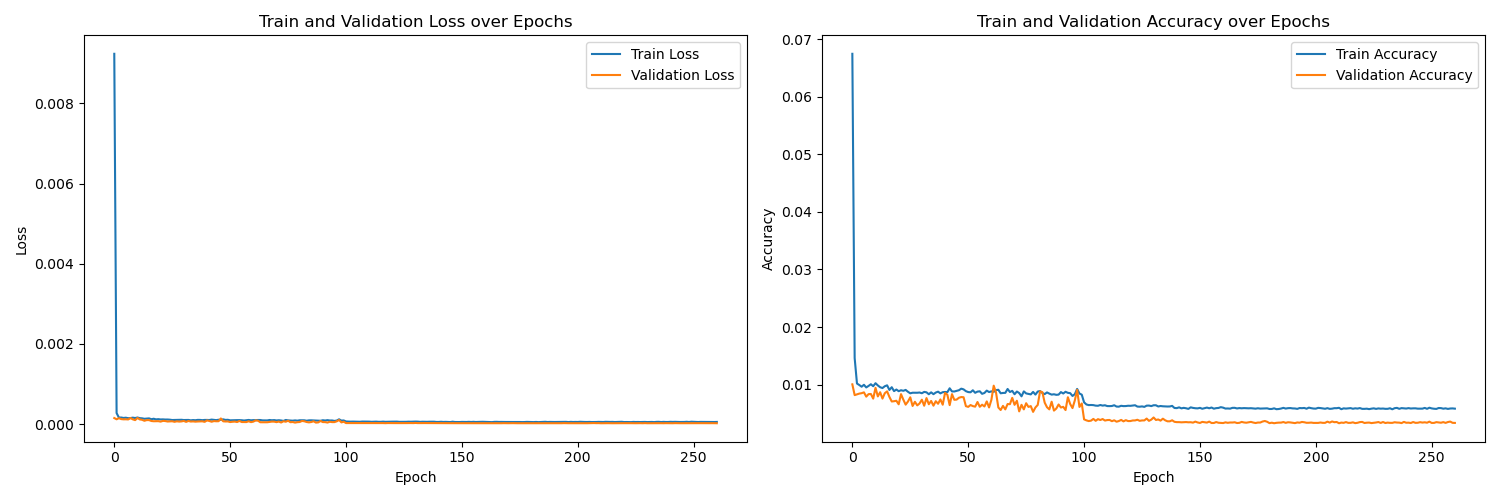 Train and Validation Loss over Epochs
Train Loss
Validation Loss
0.008
0.006
0.004
0.002
0.000
Loss
0 50 100 150 200 250
Epoch
Train and Validation Accuracy over Epochs
Train Accuracy
Validation Accuracy
0.07
0.06
0.05
0.04
0.03
0.02
0.01
Accuracy
0 50 100 150 200 250
Epoch